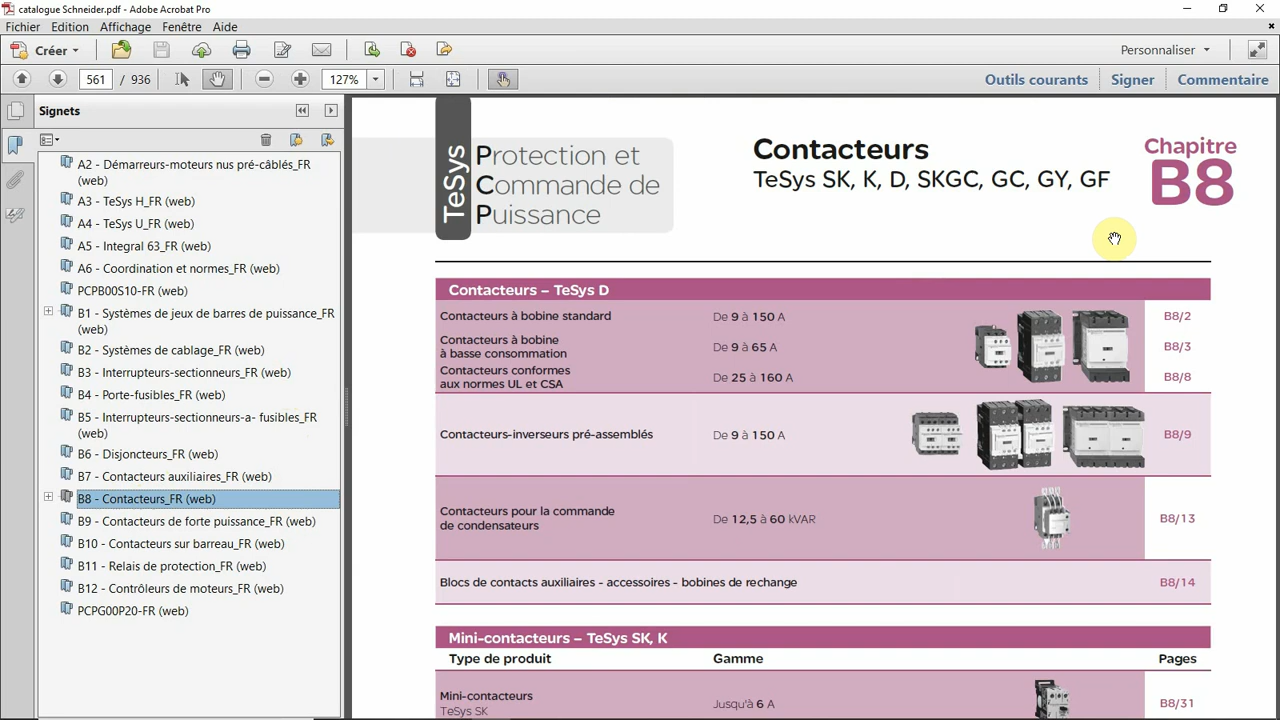 catalogue Schneider.pdf - Adobe Acrobat Pro
Fichier Edition Affichage Fenêtre Aide
Créer
Personnaliser
561 / 936
127%
Outils courants Signer Commentaire
Signets
A2 - Démarreurs-moteurs nus pré-câblés_FR
(web)
A3 - TeSys H_FR (web)
A4 - TeSys U_FR (web)
A5 - Integral 63_FR (web)
A6 - Coordination et normes_FR (web)
PCPB00S10-FR (web)
B1 - Systèmes de jeux de barres de puissance_FR
(web)
B2 - Systèmes de cablage_FR (web)
B3 - Interrupteurs-sectionneurs_FR (web)
B4 - Porte-fusibles_FR (web)
B5 - Interrupteurs-sectionneurs-a- fusibles_FR
(web)
B6 - Disjoncteurs_FR (web)
B7 - Contacteurs auxiliaires_FR (web)
B8 - Contacteurs_FR (web)
B9 - Contacteurs de forte puissance_FR (web)
B10 - Contacteurs sur barreau_FR (web)
B11 - Relais de protection_FR (web)
B12 - Contrôleurs de moteurs_FR (web)
PCPG00P20-FR (web)
TeSys
Protection et
Commande de
Puissance
Contacteurs
TeSys SK, K, D, SKGC, GC, GY, GF
Chapitre
B8
Contacteurs – TeSys D
Contacteurs à bobine standard De 9 à 150 A B8/2
Contacteurs à bobine
à basse consommation De 9 à 65 A B8/3
Contacteurs conformes
aux normes UL et CSA De 25 à 160 A B8/8
Contacteurs-inverseurs pré-assemblés De 9 à 150 A B8/9
Contacteurs pour la commande
de condensateurs De 12,5 à 60 kVAR B8/13
Blocs de contacts auxiliaires - accessoires - bobines de rechange B8/14
Mini-contacteurs – TeSys SK, K
Type de produit Gamme Pages
Mini-contacteurs
TeSys SK Jusqu'à 6 A B8/31